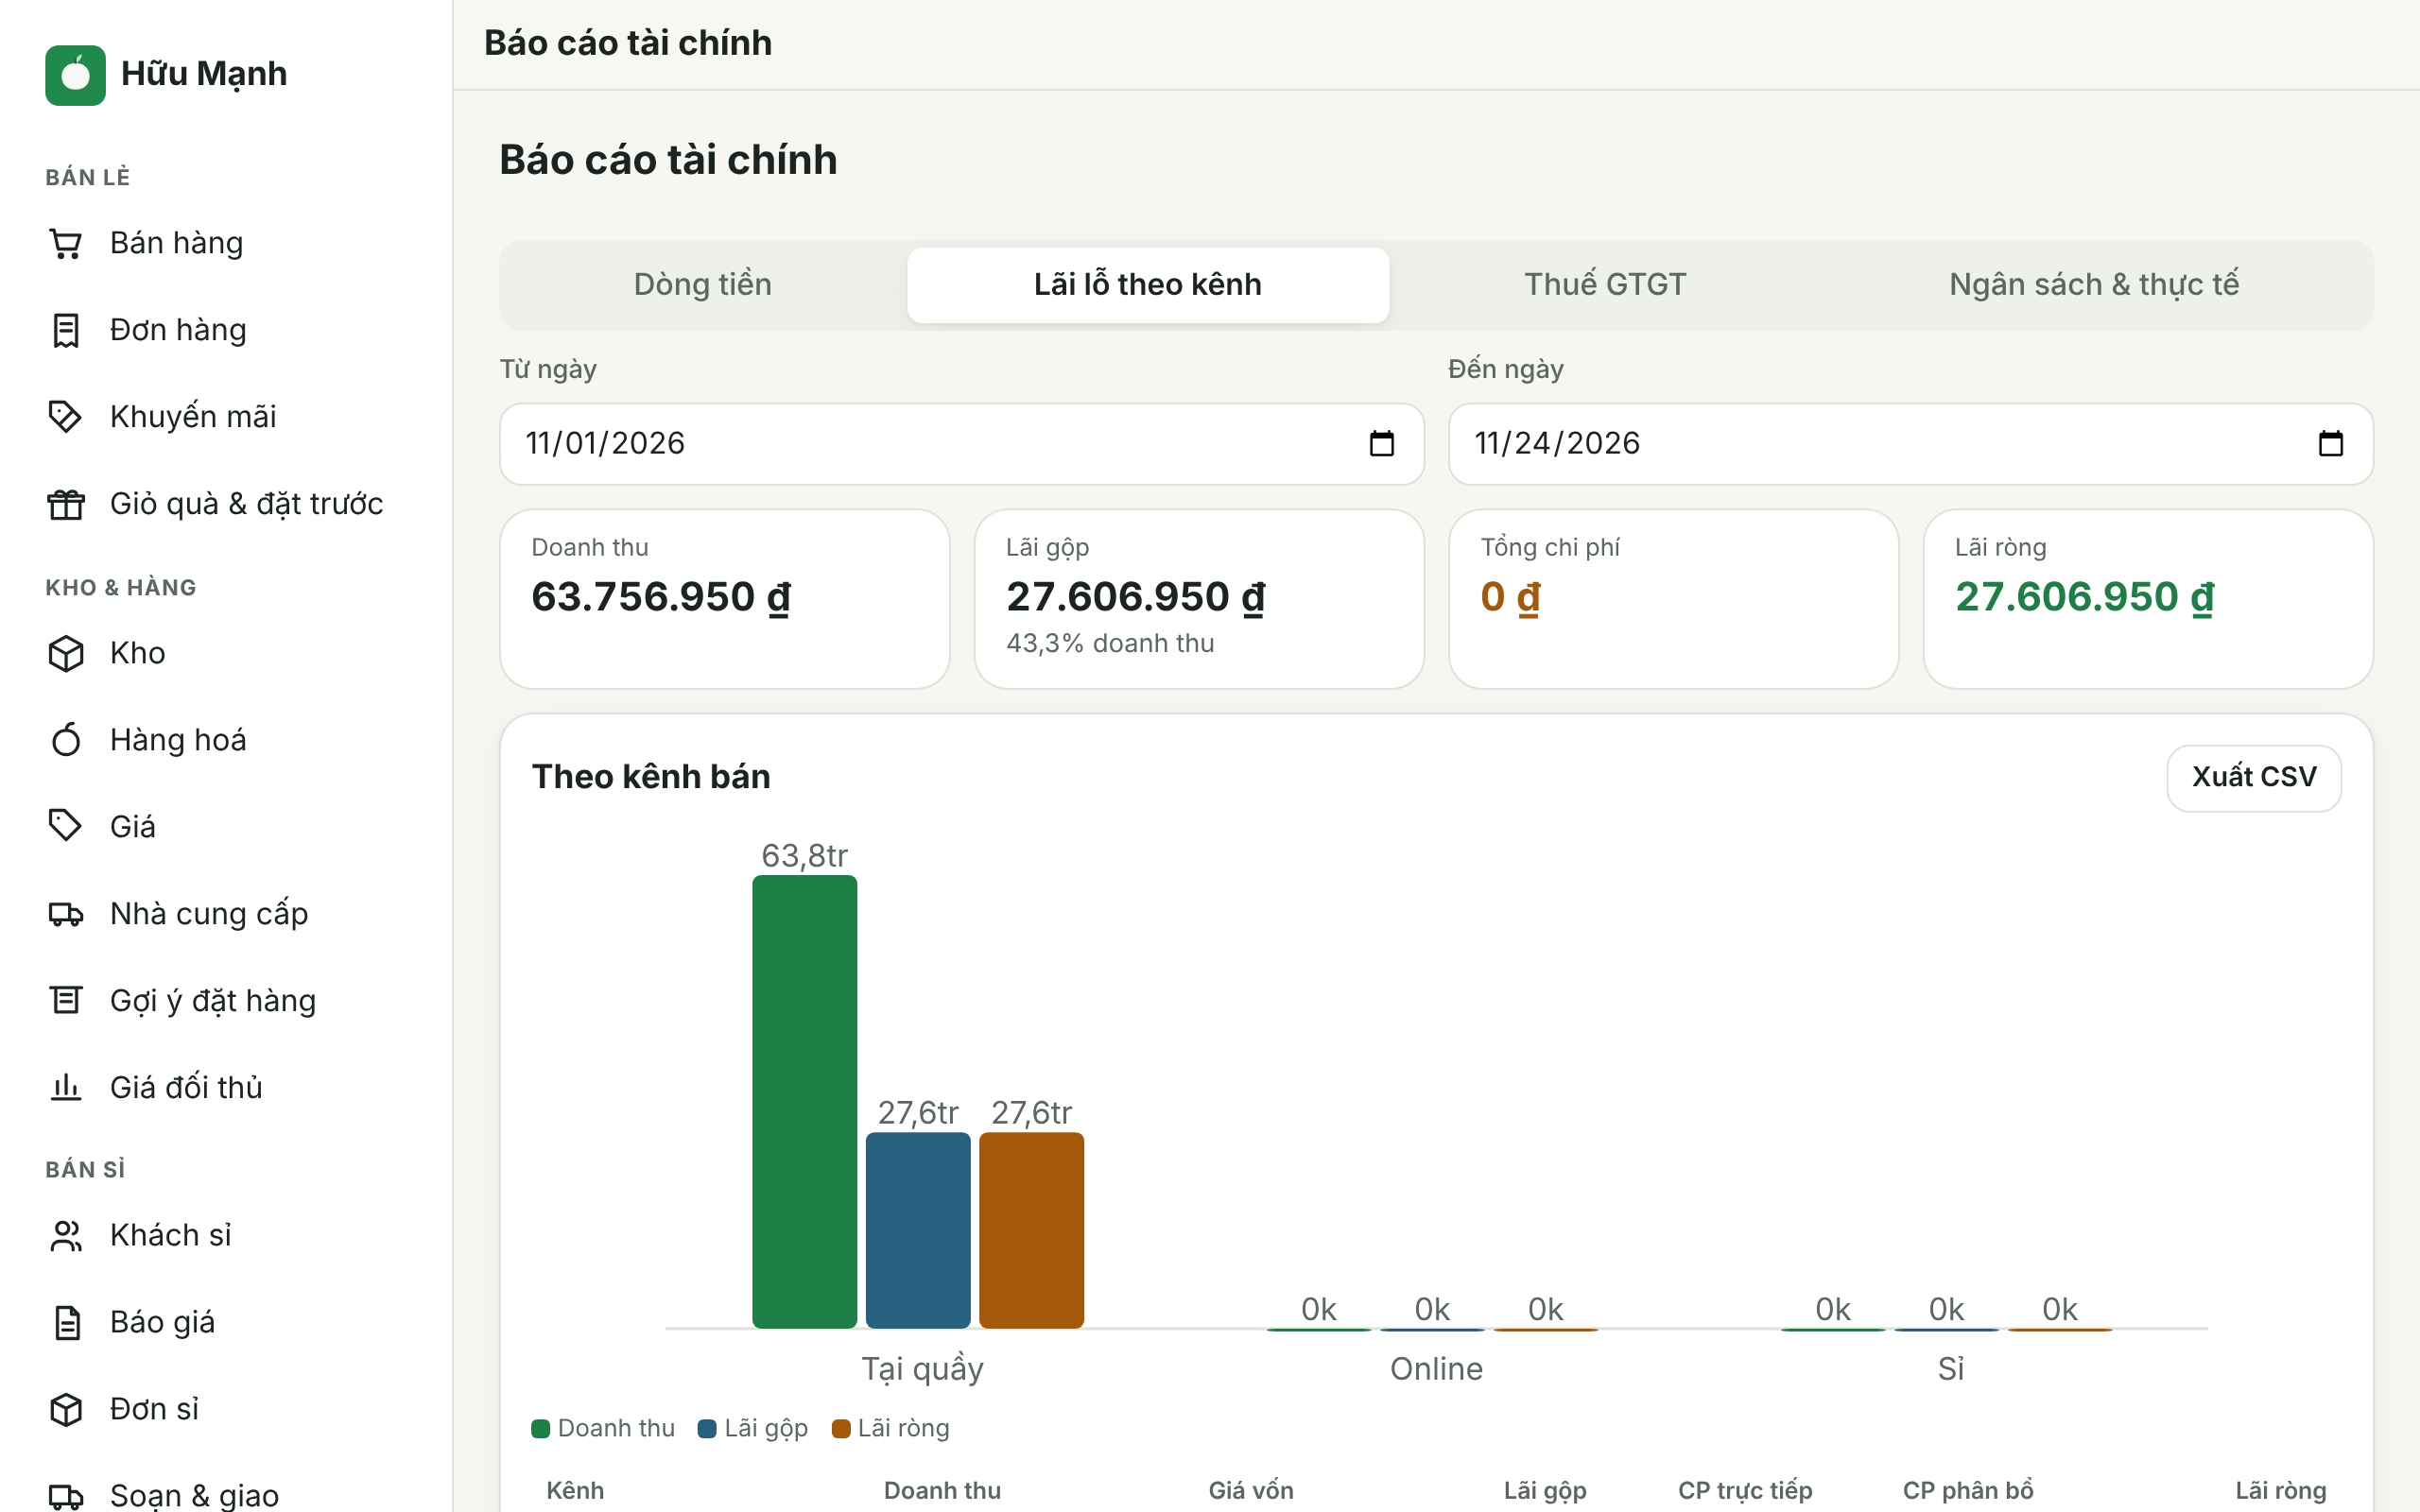 Hữu Mạnh
BÁN LẺ
Bán hàng
Đơn hàng
Khuyến mãi
Giỏ quà & đặt trước
KHO & HÀNG
Kho
Hàng hoá
Giá
Nhà cung cấp
Gợi ý đặt hàng
Giá đối thủ
BÁN SỈ
Khách sỉ
Báo giá
Đơn sỉ
Soạn & giao
Báo cáo tài chính
Báo cáo tài chính
Dòng tiền Lãi lỗ theo kênh Thuế GTGT Ngân sách & thực tế
Từ ngày Đến ngày
11/01/2026 11/24/2026
Doanh thu Lãi gộp Tổng chi phí Lãi ròng
63.756.950 ₫ 27.606.950 ₫ 0 ₫ 27.606.950 ₫
43,3% doanh thu
Theo kênh bán Xuất CSV
63,8tr
27,6tr 27,6tr
0k 0k 0k 0k 0k 0k
Tại quầy Online Sỉ
Doanh thu Lãi gộp Lãi ròng
Kênh Doanh thu Giá vốn Lãi gộp CP trực tiếp CP phân bổ Lãi ròng